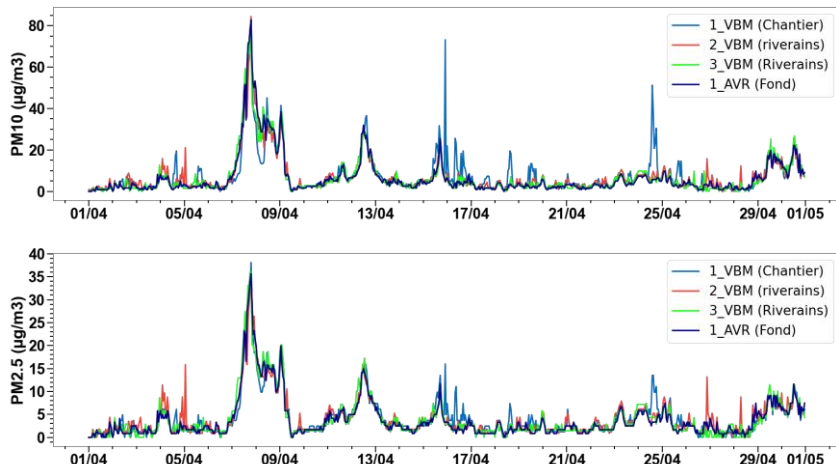 PM10 (µg/m3)
80
60
40
20
0
1_VBM (Chantier)
2_VBM (riverains)
3_VBM (Riverains)
1_AVR (Fond)
01/04 05/04 09/04 13/04 17/04 21/04 25/04 29/04 01/05
PM2.5 (µg/m3)
40
35
30
25
20
15
10
5
0
1_VBM (Chantier)
2_VBM (riverains)
3_VBM (Riverains)
1_AVR (Fond)
01/04 05/04 09/04 13/04 17/04 21/04 25/04 29/04 01/05